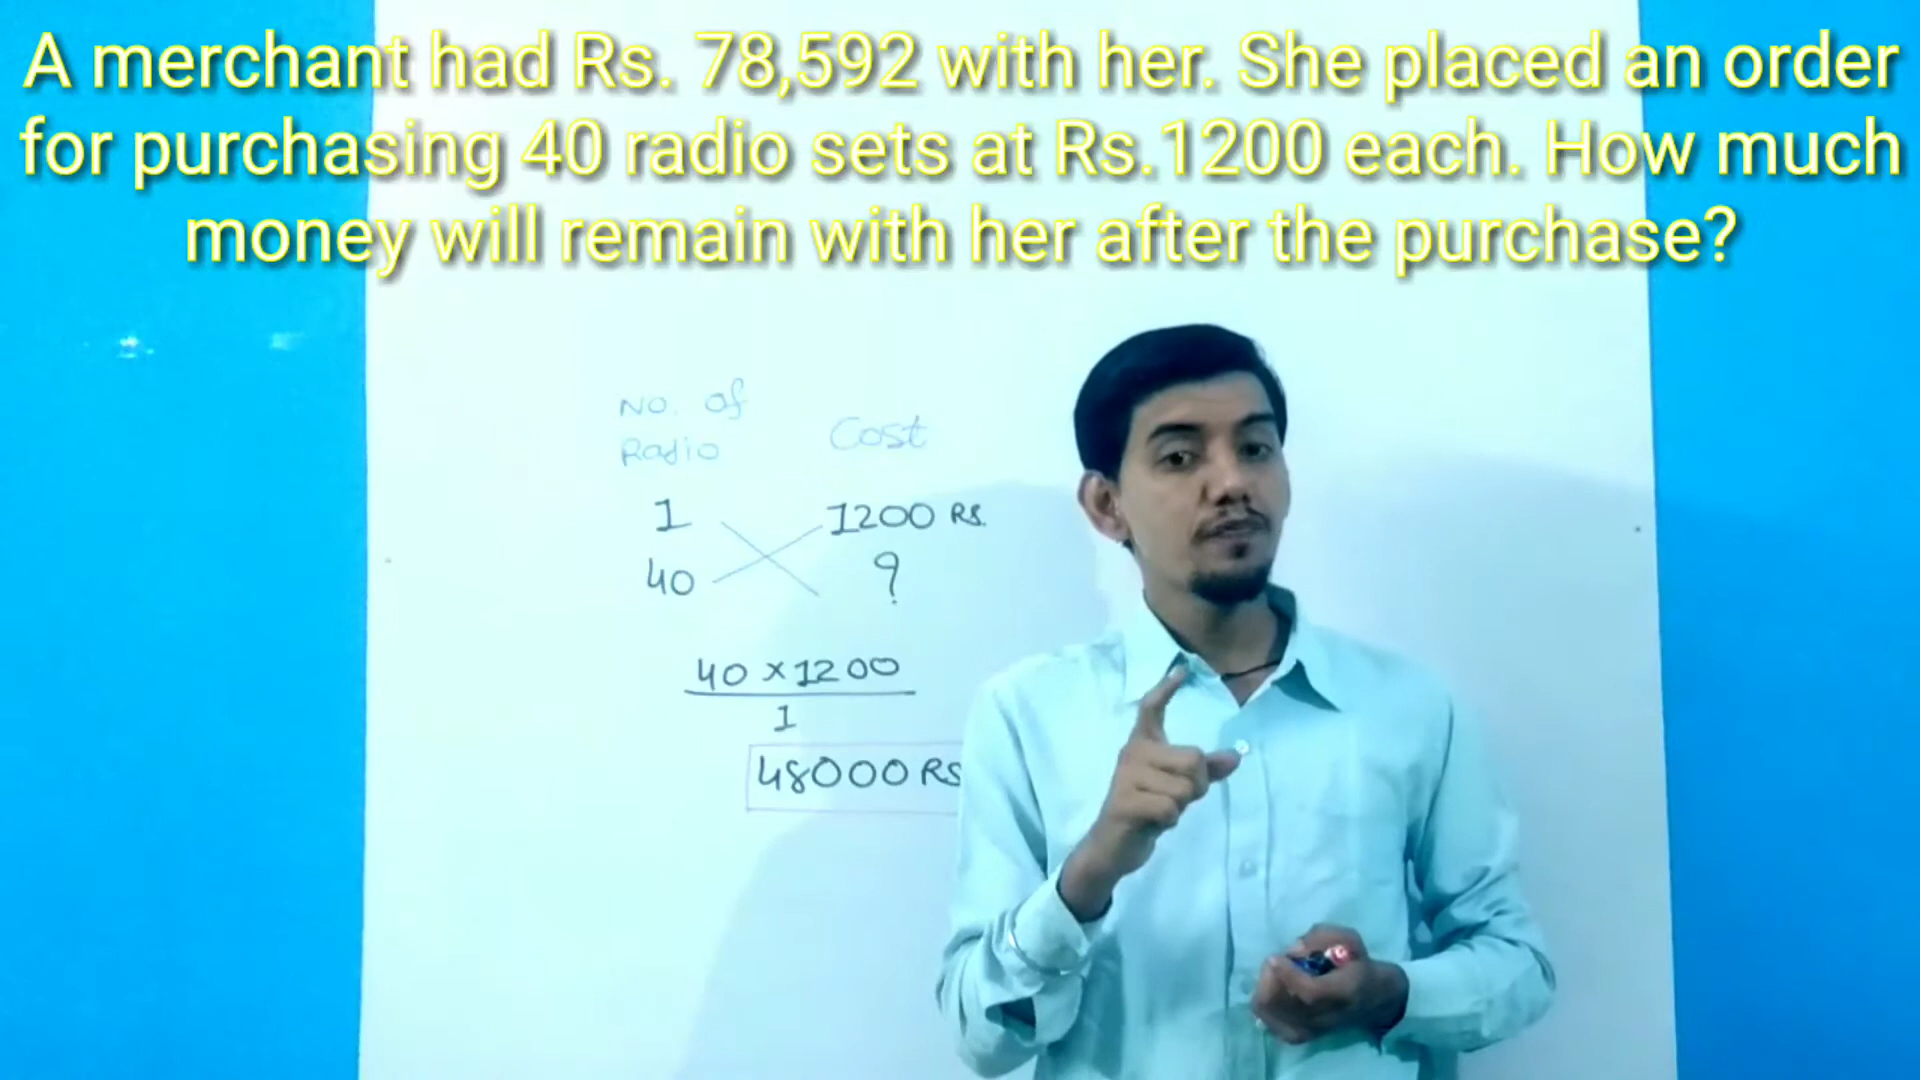 A merchant had Rs. 78,592 with her. She placed an order
for purchasing 40 radio sets at Rs.1200 each. How much
money will remain with her after the purchase?
No. of Cost
Radio
1 1200 Rs.
40 ?
40 x 1200
1
48000 RS